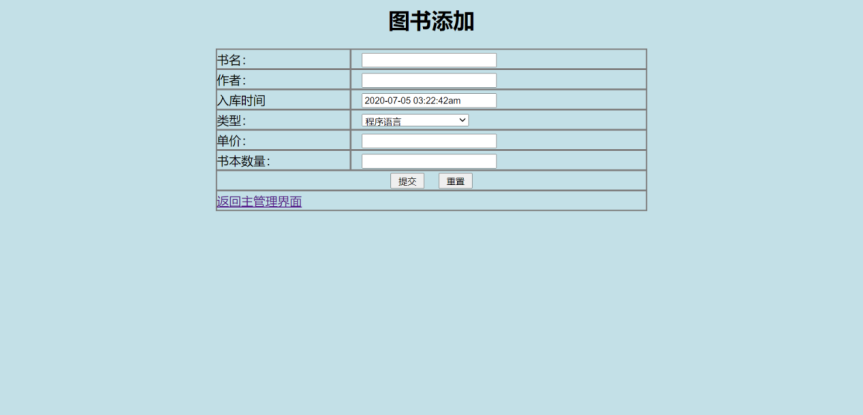 图书添加
书名：
作者：
入库时间 2020-07-05 03:22:42am
类型： 程序语言
单价：
书本数量：
提交 重置
返回主管理界面